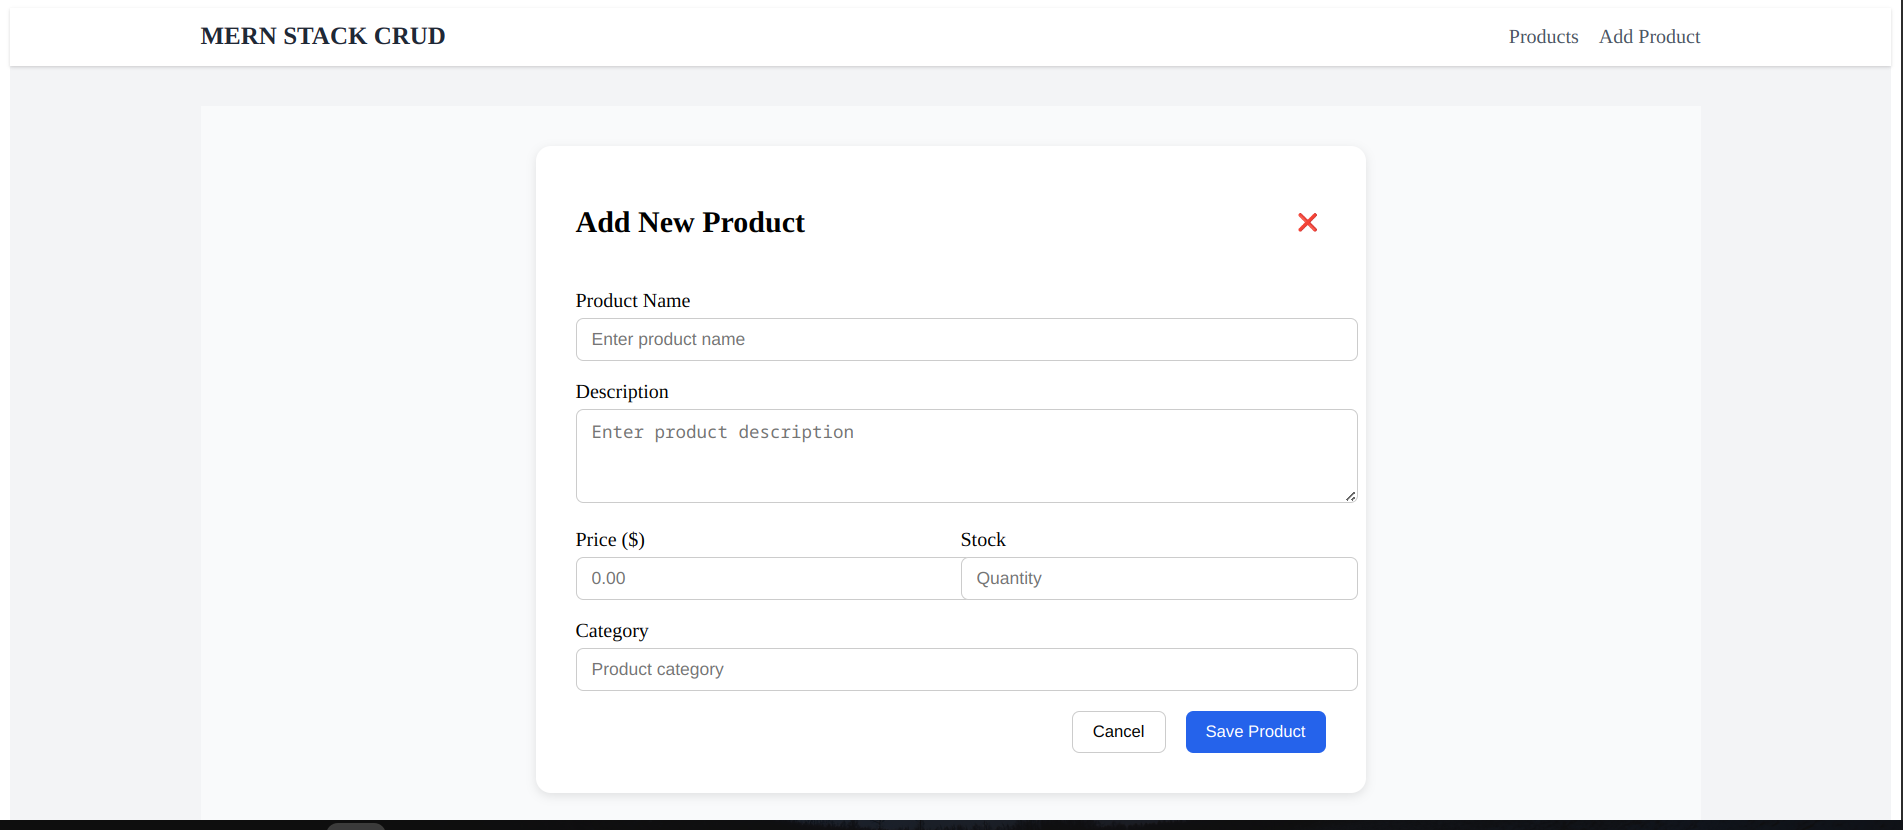 MERN STACK CRUD
Products Add Product
Add New Product
Product Name
Enter product name
Description
Enter product description
Price ($) Stock
0.00 Quantity
Category
Product category
Cancel Save Product